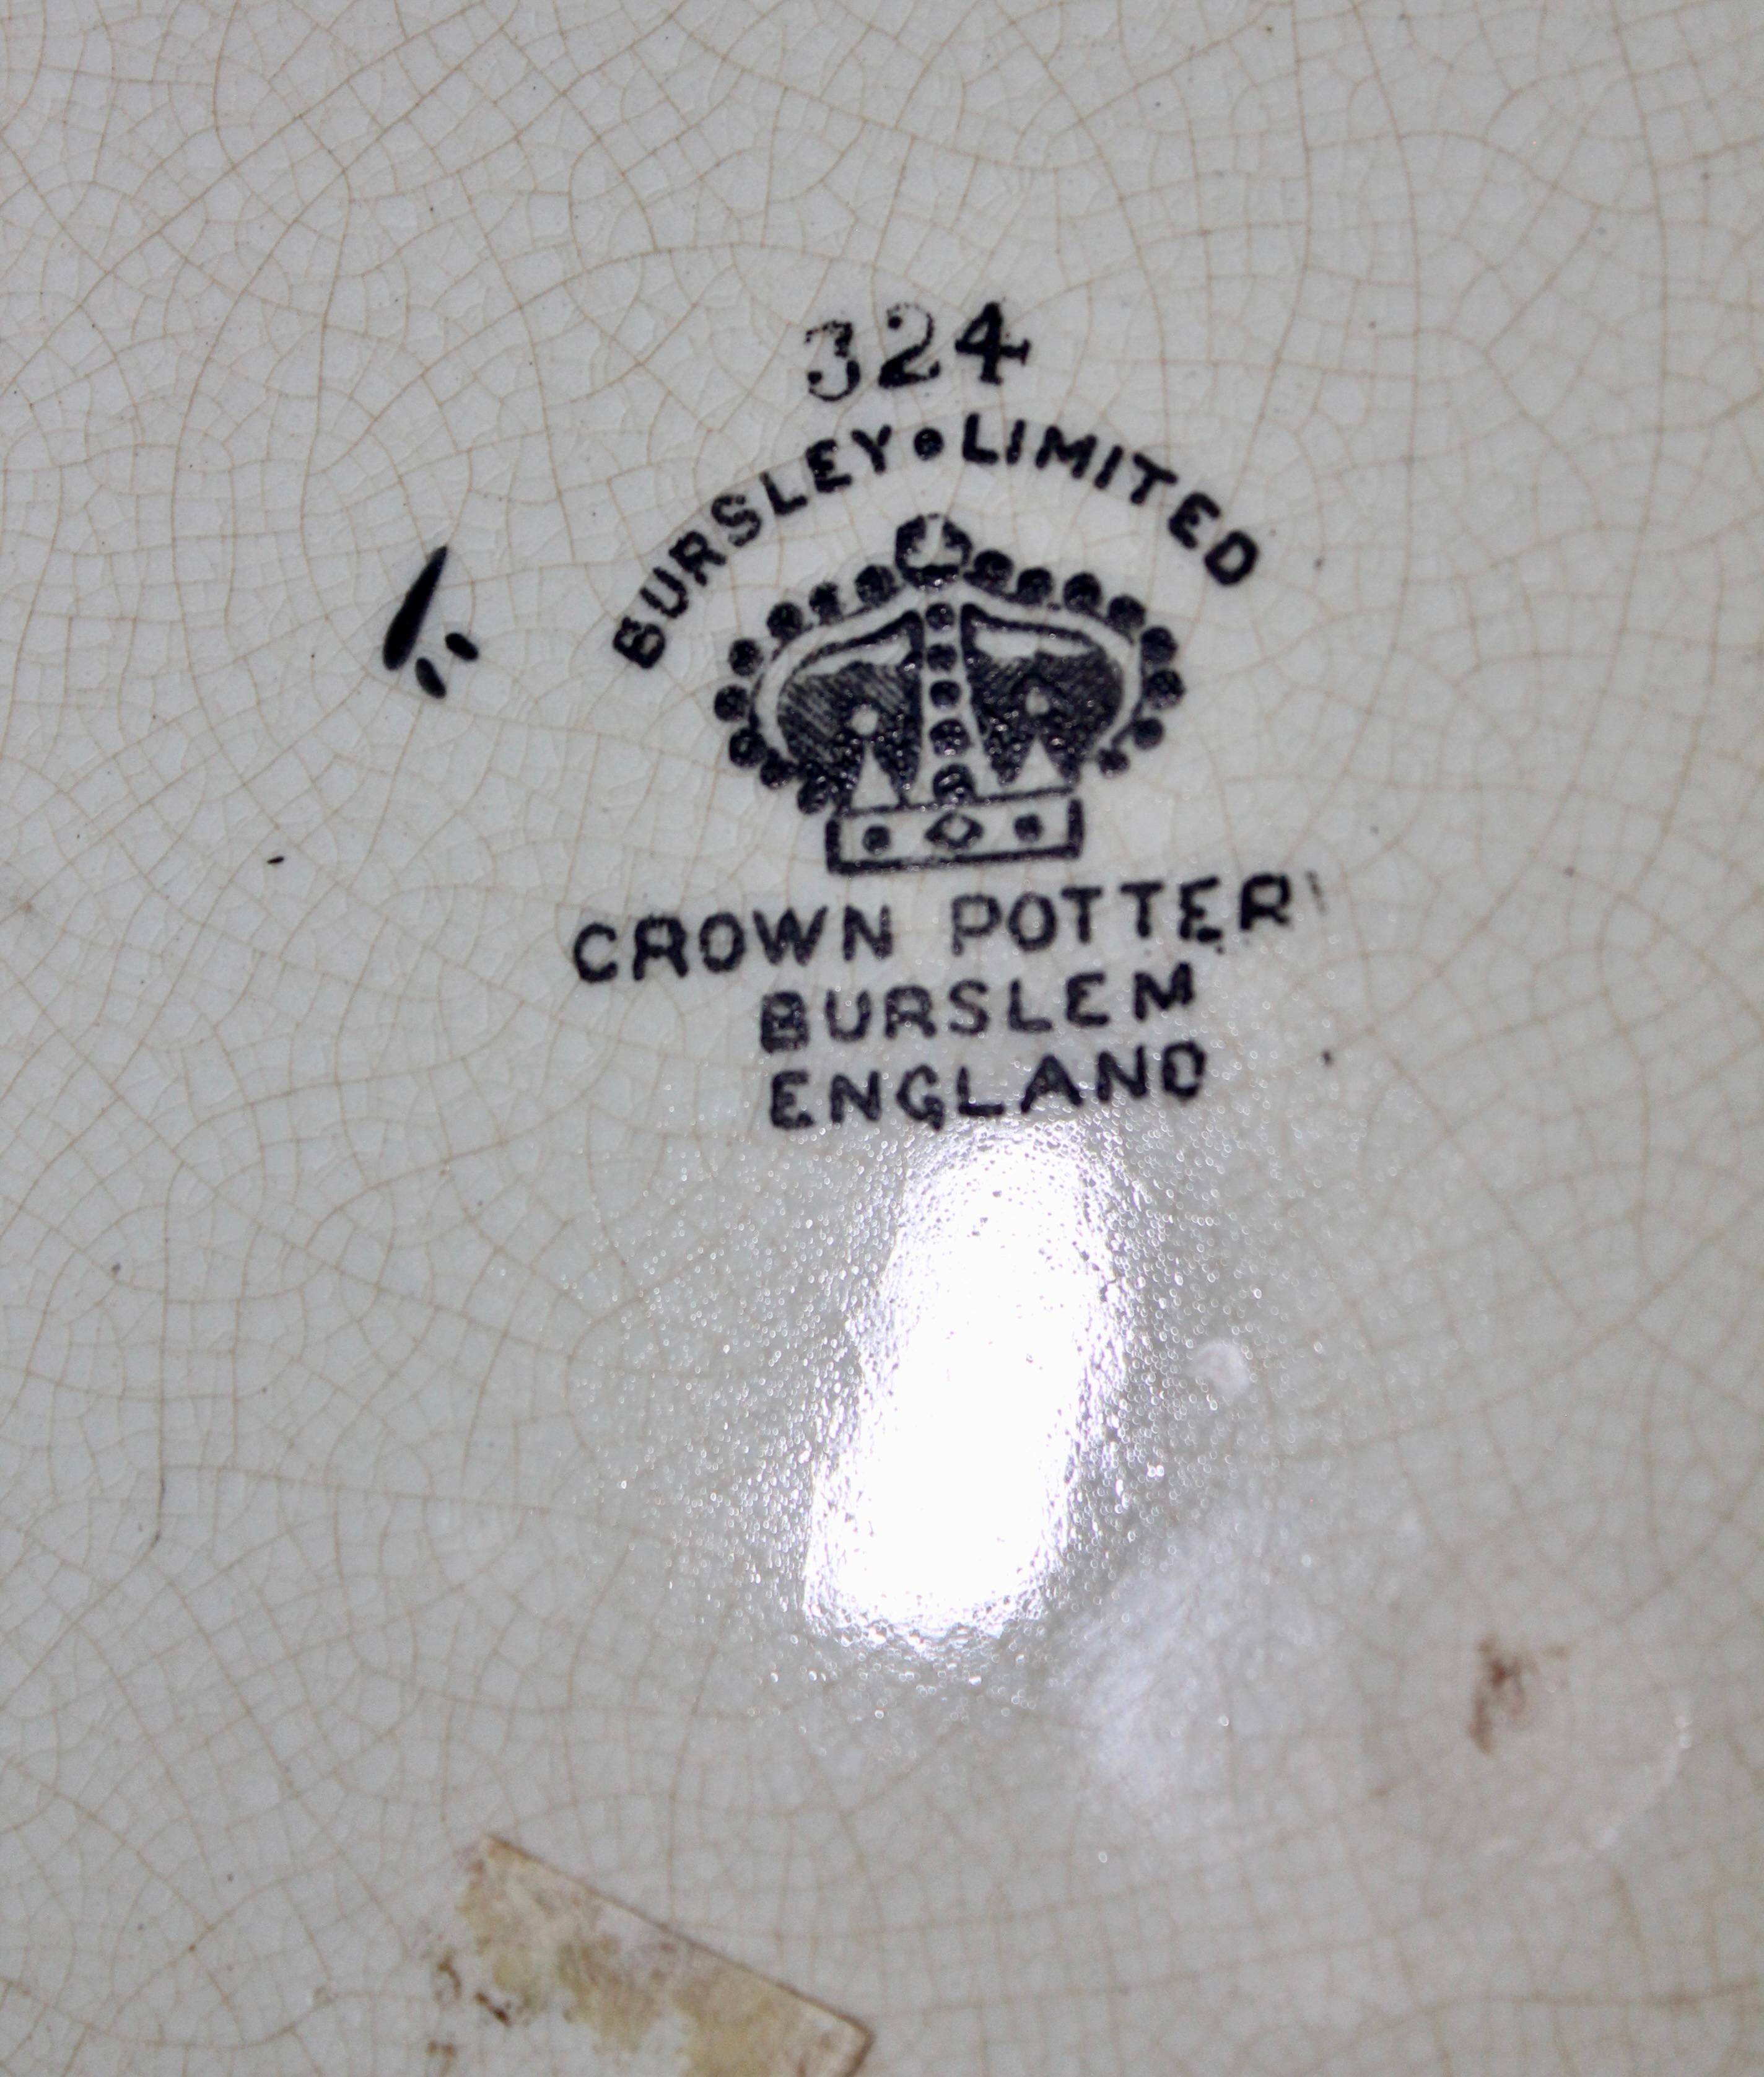 324
BURSLEY • LIMITED
CROWN POTTER
BURSLEM
ENGLAND